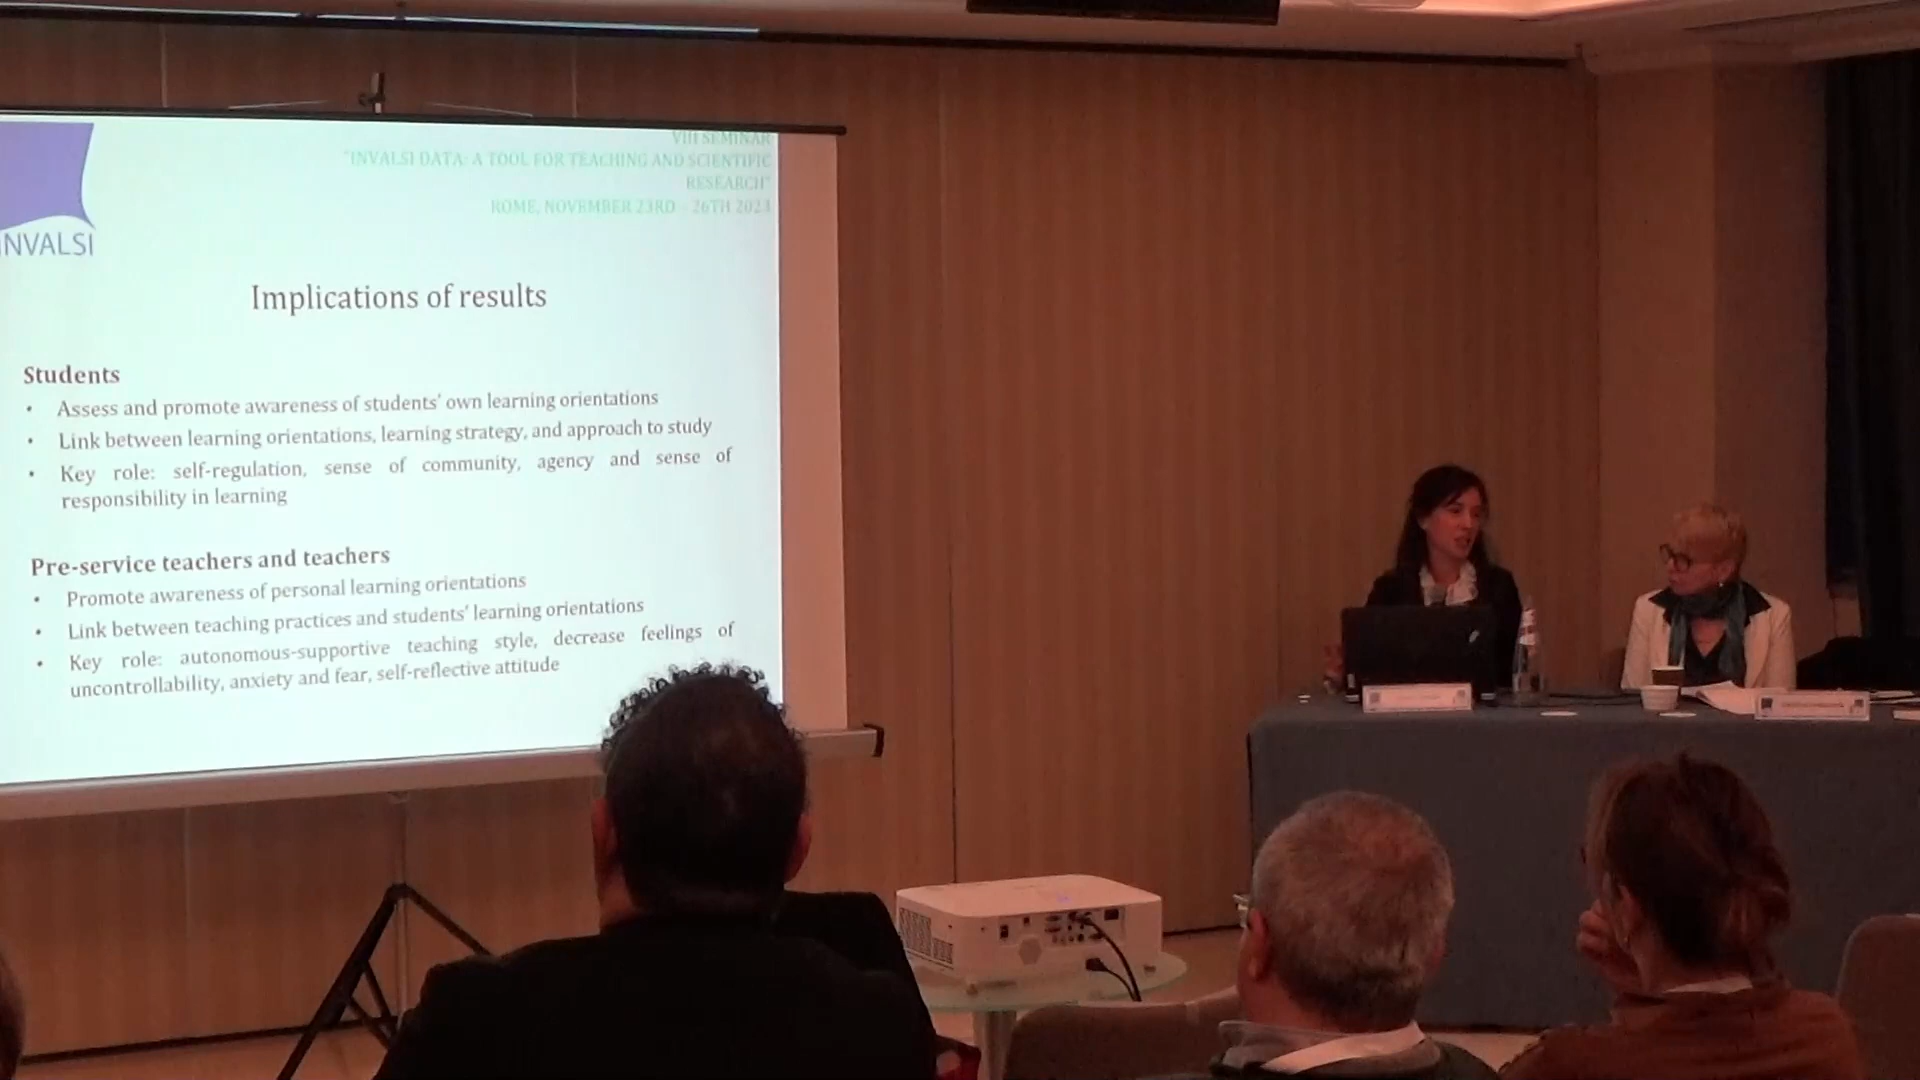 VIII SEMINAR
"INVALSI DATA: A TOOL FOR TEACHING AND SCIENTIFIC
RESEARCH"
ROME, NOVEMBER 23RD - 26TH 2023
INVALSI
Implications of results
Students
• Assess and promote awareness of students' own learning orientations
• Link between learning orientations, learning strategy, and approach to study
• Key role: self-regulation, sense of community, agency and sense of
responsibility in learning
Pre-service teachers and teachers
• Promote awareness of personal learning orientations
• Link between teaching practices and students' learning orientations
• Key role: autonomous-supportive teaching style, decrease feelings of
uncontrollability, anxiety and fear, self-reflective attitude